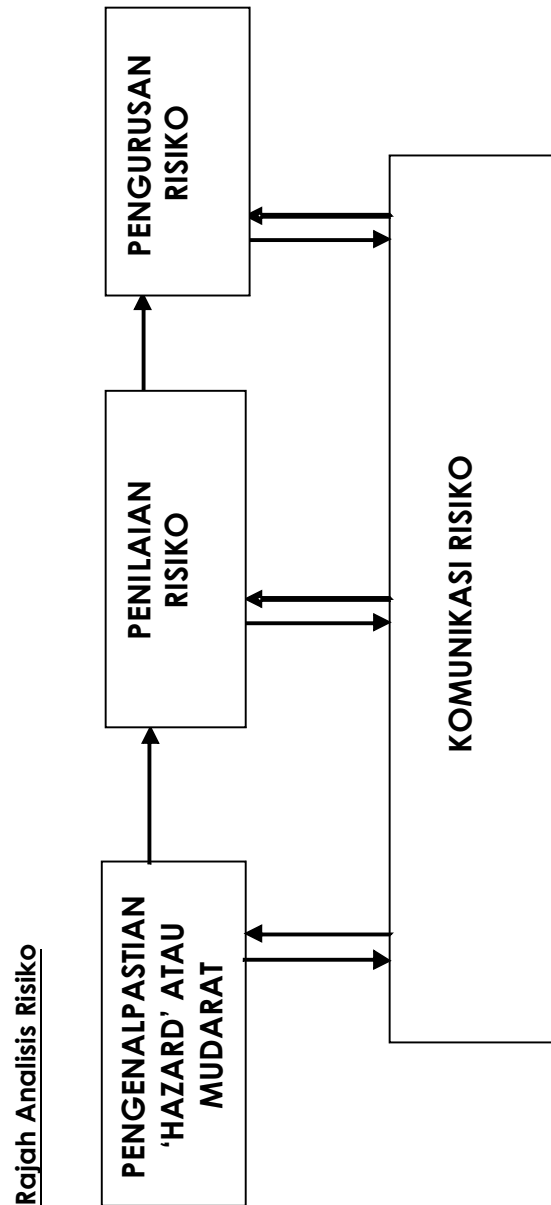 Rajah Analisis Risiko
PENGENALPASTIAN
‘HAZARD’ ATAU
MUDARAT
PENILAIAN
RISIKO
PENGURUSAN
RISIKO
KOMUNIKASI RISIKO